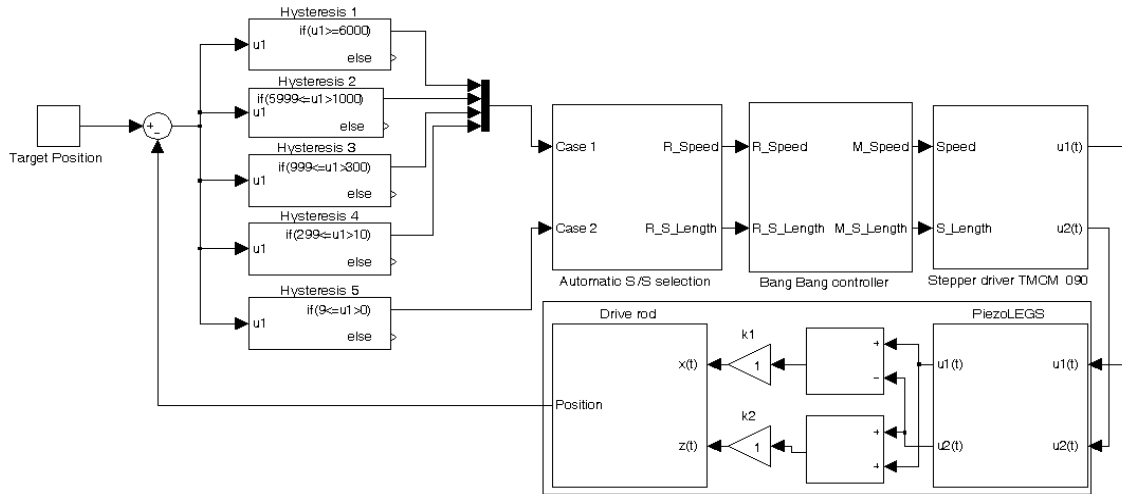 Hysteresis 1
u1
if(u1>=6000)
else
Hysteresis 2
u1
if(5999<=u1>1000)
else
Hysteresis 3
u1
if(999<=u1>300)
else
Hysteresis 4
u1
if(299<=u1>10)
else
Hysteresis 5
u1
if(9<=u1>0)
else
Target Position
+
-
Case 1
R_Speed
Case 2
R_S_Length
Automatic S/S selection
R_Speed
M_Speed
R_S_Length
M_S_Length
Bang Bang controller
Speed
u1(t)
S_Length
u2(t)
Stepper driver TMCM 090
Drive rod
x(t)
Position
z(t)
k1
1
k2
1
+
-
+
+
PiezoLEGS
u1(t)
u1(t)
u2(t)
u2(t)